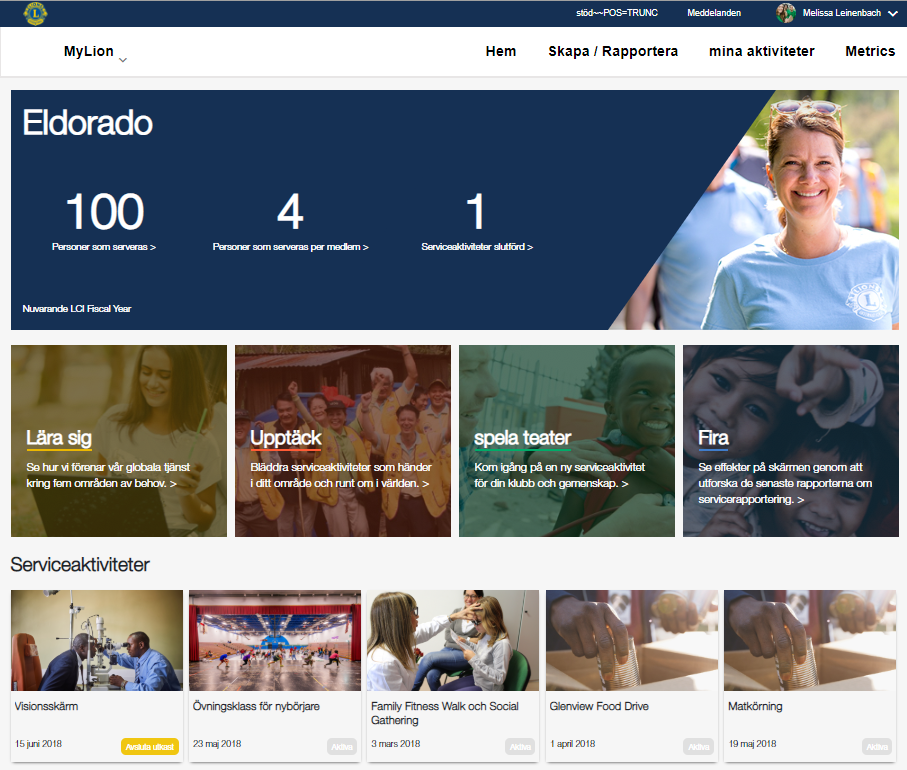 stöd~~POS=TRUNC Meddelanden Melissa Leinenbach
MyLion Hem Skapa / Rapportera mina aktiviteter Metrics
Eldorado
100 4 1
Personer som serveras > Personer som serveras per medlem > Serviceaktiviteter slutförd >
Nuvarande LCI Fiscal Year
Lära sig
Se hur vi förenar vår globala tjänst
kring fem områden av behov. >
Upptäck
Bläddra serviceaktiviteter som händer
i ditt område och runt om i världen. >
spela teater
Kom igång på en ny serviceaktivitet
för din klubb och gemenskap. >
Fira
Se effekter på skärmen genom att
utforska de senaste rapporterna om
servicerapportering. >
Serviceaktiviteter
Visionsskärm
15 juni 2018 Avsluta utkast
Övningsklass för nybörjare
23 maj 2018 Aktiva
Family Fitness Walk och Social
Gathering
3 mars 2018 Aktiva
Glenview Food Drive
1 april 2018 Aktiva
Matkörning
19 maj 2018 Aktiva